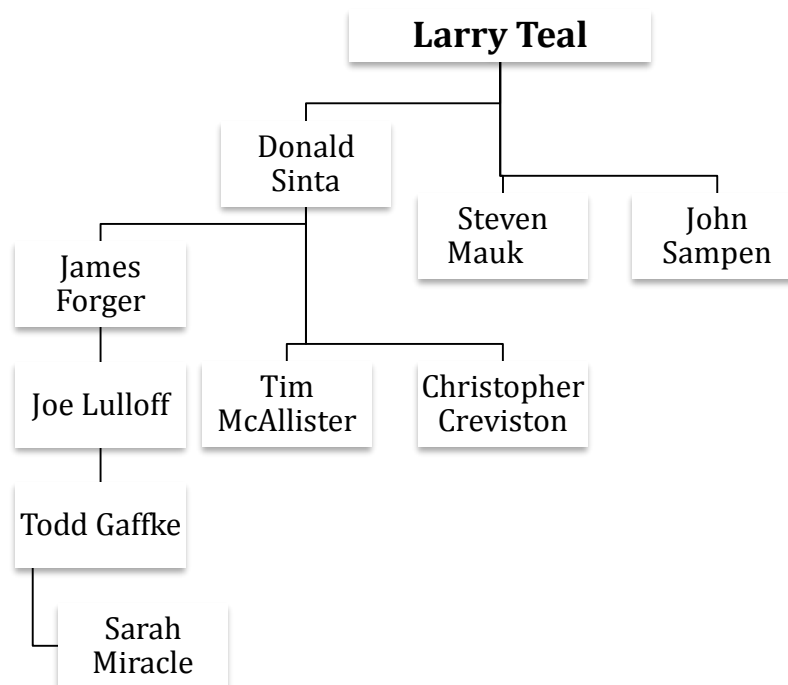 Larry Teal
Donald
Sinta
Steven
Mauk
John
Sampen
James
Forger
Joe Lulloff
Tim
McAllister
Christopher
Creviston
Todd Gaffke
Sarah
Miracle